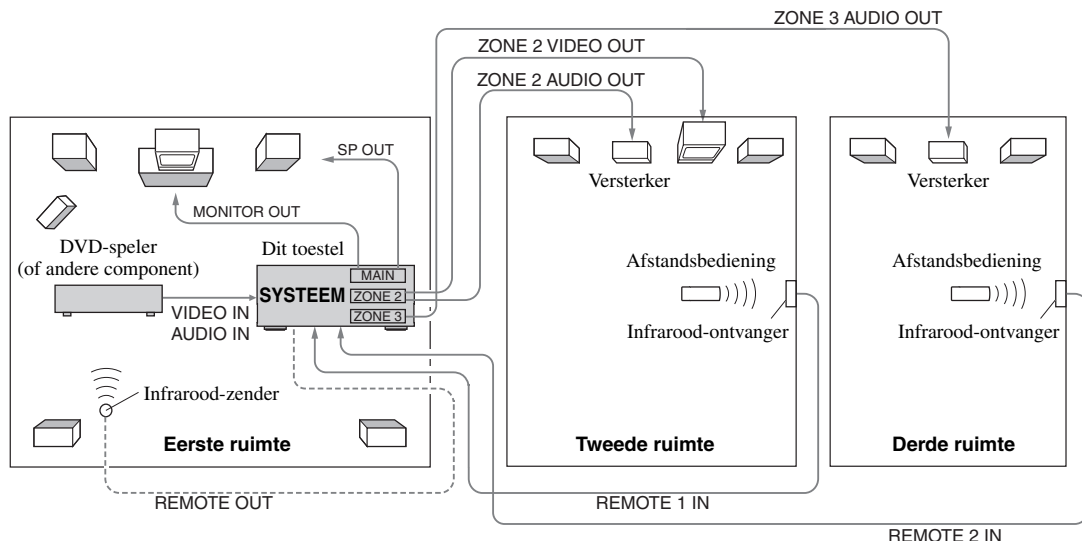 ZONE 3 AUDIO OUT
ZONE 2 VIDEO OUT
ZONE 2 AUDIO OUT
SP OUT
MONITOR OUT
DVD-speler
(of andere component)
Dit toestel
MAIN
SYSTEEM
ZONE 2
ZONE 3
VIDEO IN
AUDIO IN
Infrarood-zender
Eerste ruimte
REMOTE OUT
Versterker
Afstandsbediening
Infrarood-ontvanger
Tweede ruimte
REMOTE 1 IN
Versterker
Afstandsbediening
Infrarood-ontvanger
Derde ruimte
REMOTE 2 IN